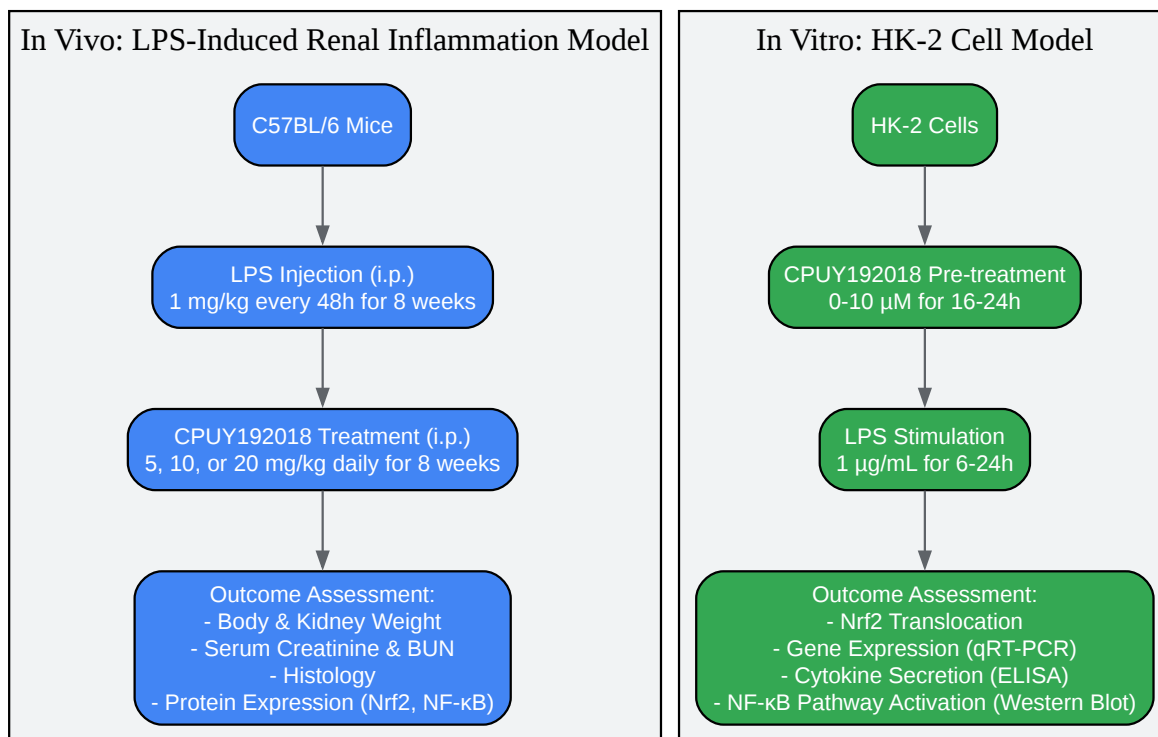 In Vivo: LPS-Induced Renal Inflammation Model
C57BL/6 Mice
LPS Injection (i.p.)
1 mg/kg every 48h for 8 weeks
CPUY192018 Treatment (i.p.)
5, 10, or 20 mg/kg daily for 8 weeks
Outcome Assessment:
- Body & Kidney Weight
- Serum Creatinine & BUN
- Histology
- Protein Expression (Nrf2, NF-κB)
In Vitro: HK-2 Cell Model
HK-2 Cells
CPUY192018 Pre-treatment
0-10 µM for 16-24h
LPS Stimulation
1 µg/mL for 6-24h
Outcome Assessment:
- Nrf2 Translocation
- Gene Expression (qRT-PCR)
- Cytokine Secretion (ELISA)
- NF-κB Pathway Activation (Western Blot)